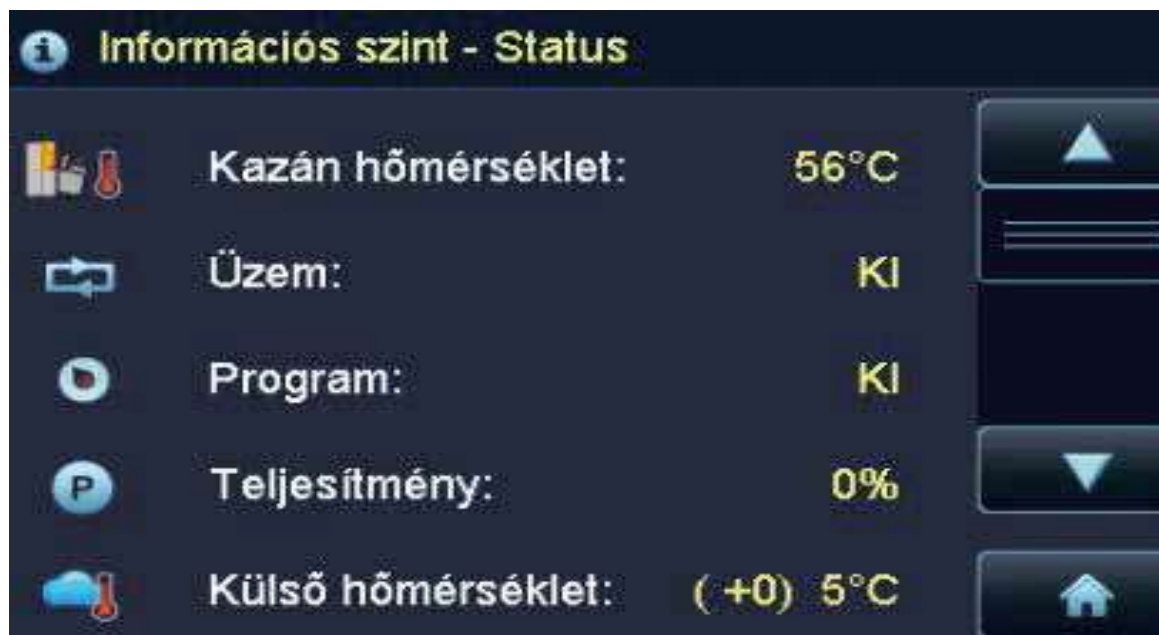 Információs szint - Status
Kazán hőmérséklet: 56°C
Üzem: KI
Program: KI
P Teljesítmény: 0%
Külső hőmérséklet: ( +0) 5°C